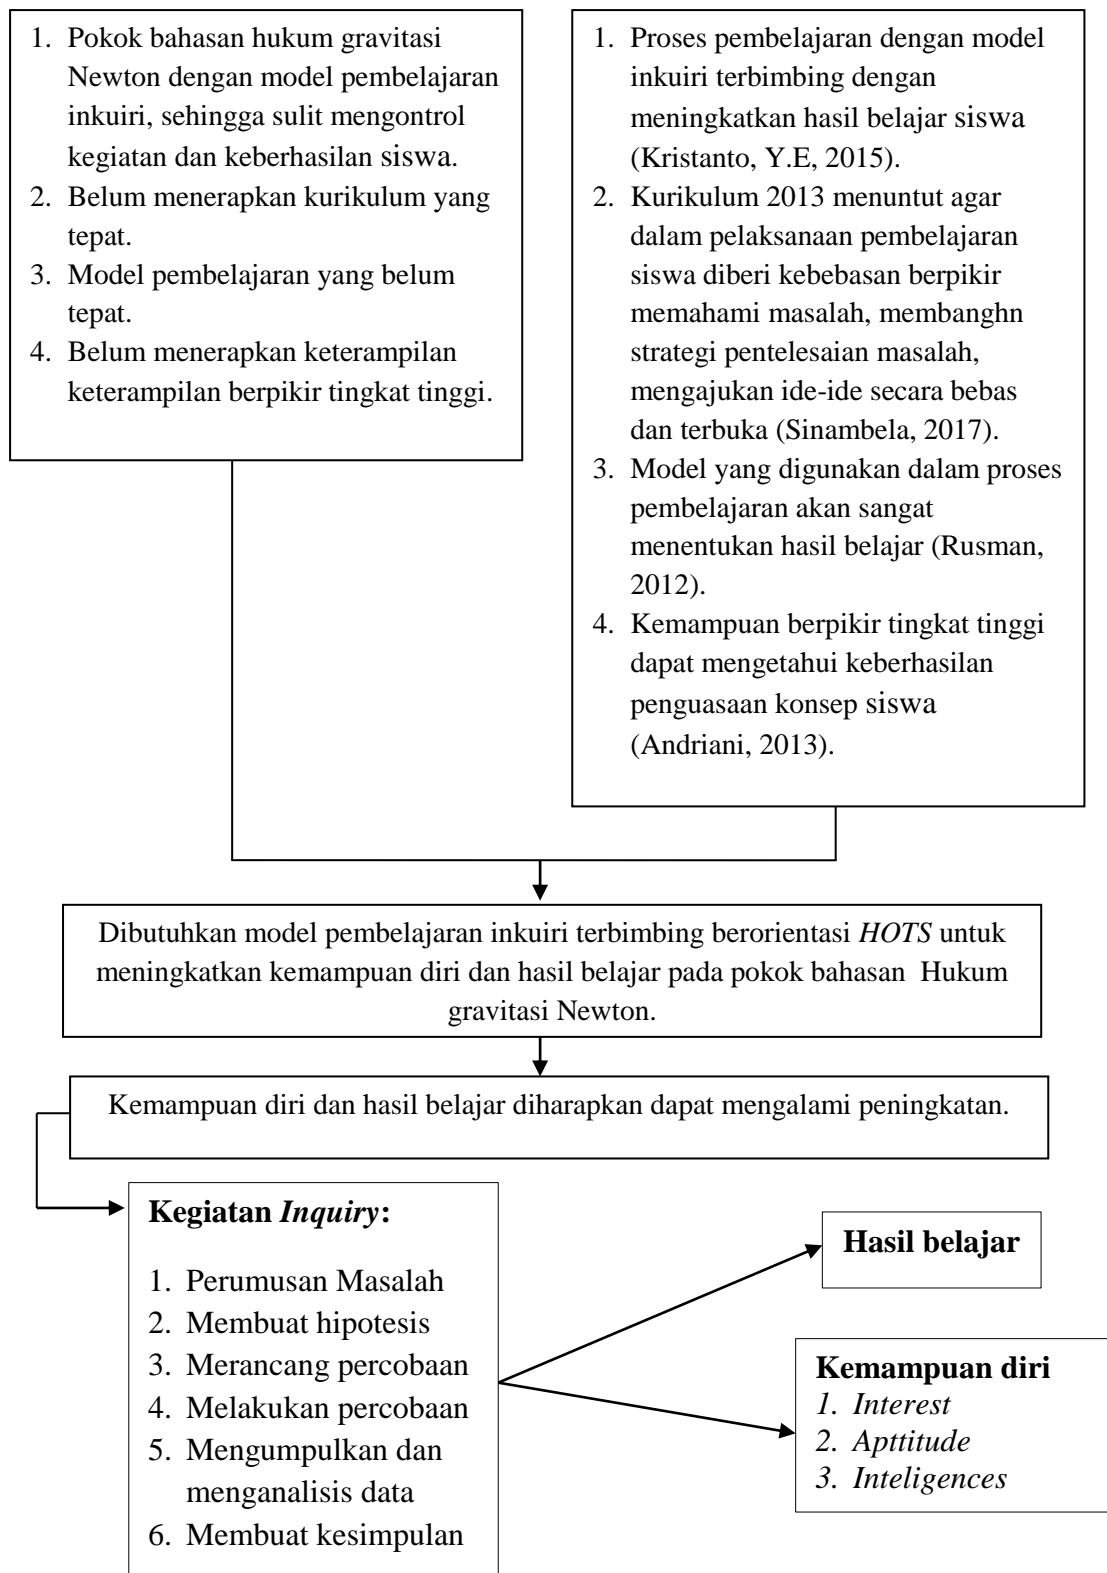 1. Pokok bahasan hukum gravitasi
Newton dengan model pembelajaran
inkuiri, sehingga sulit mengontrol
kegiatan dan keberhasilan siswa.
2. Belum menerapkan kurikulum yang
tepat.
3. Model pembelajaran yang belum
tepat.
4. Belum menerapkan keterampilan
keterampilan berpikir tingkat tinggi.
1. Proses pembelajaran dengan model
inkuiri terbimbing dengan
meningkatkan hasil belajar siswa
(Kristanto, Y.E, 2015).
2. Kurikulum 2013 menuntut agar
dalam pelaksanaan pembelajaran
siswa diberi kebebasan berpikir
memahami masalah, membanghn
strategi pentelesaian masalah,
mengajukan ide-ide secara bebas
dan terbuka (Sinambela, 2017).
3. Model yang digunakan dalam proses
pembelajaran akan sangat
menentukan hasil belajar (Rusman,
2012).
4. Kemampuan berpikir tingkat tinggi
dapat mengetahui keberhasilan
penguasaan konsep siswa
(Andriani, 2013).
Dibutuhkan model pembelajaran inkuiri terbimbing berorientasi HOTS untuk
meningkatkan kemampuan diri dan hasil belajar pada pokok bahasan Hukum
gravitasi Newton.
Kemampuan diri dan hasil belajar diharapkan dapat mengalami peningkatan.
Kegiatan Inquiry:
1. Perumusan Masalah
2. Membuat hipotesis
3. Merancang percobaan
4. Melakukan percobaan
5. Mengumpulkan dan
menganalisis data
6. Membuat kesimpulan
Hasil belajar
Kemampuan diri
1. Interest
2. Apttitude
3. Inteligences